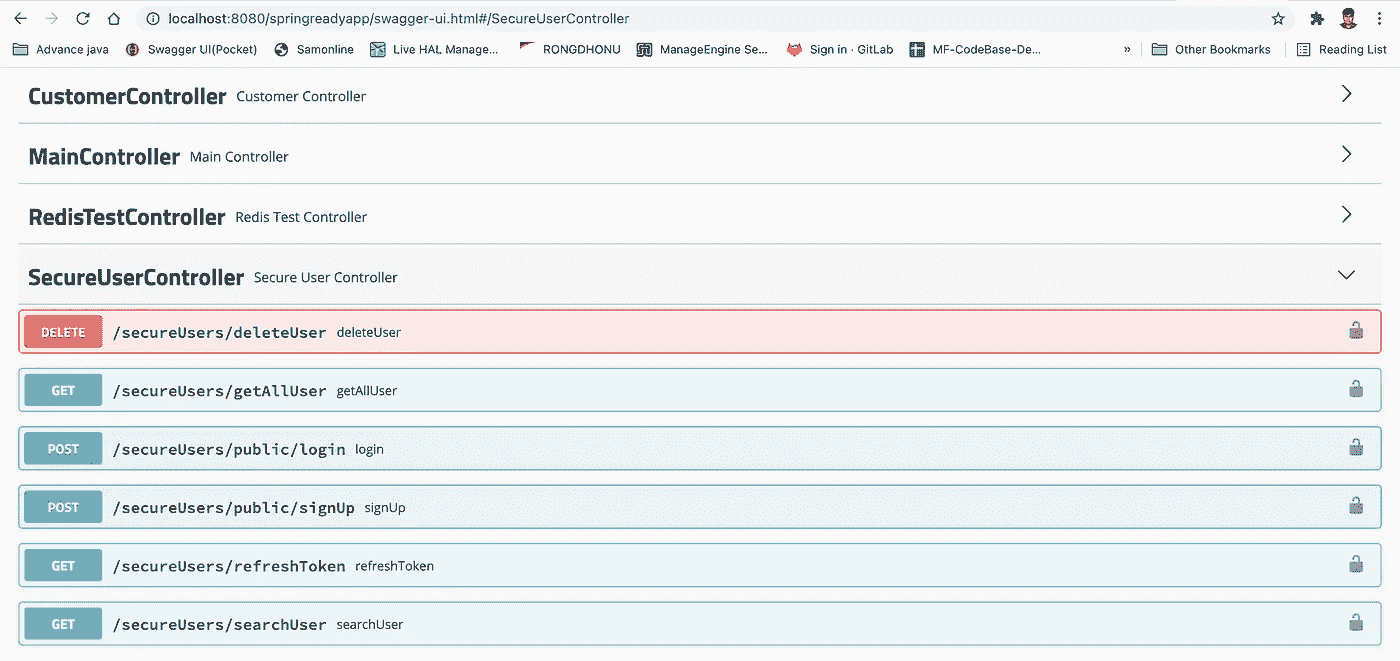 localhost:8080/springreadyapp/swagger-ui.html#/SecureUserController
Advance java Swagger UI(Pocket) Samonline Live HAL Manage... RONGDHONU ManageEngine Se... Sign in · GitLab MF-CodeBase-De... » Other Bookmarks Reading List
CustomerController Customer Controller
MainController Main Controller
RedisTestController Redis Test Controller
SecureUserController Secure User Controller
DELETE /secureUsers/deleteUser deleteUser
GET /secureUsers/getAllUser getAllUser
POST /secureUsers/public/login login
POST /secureUsers/public/signUp signUp
GET /secureUsers/refreshToken refreshToken
GET /secureUsers/searchUser searchUser